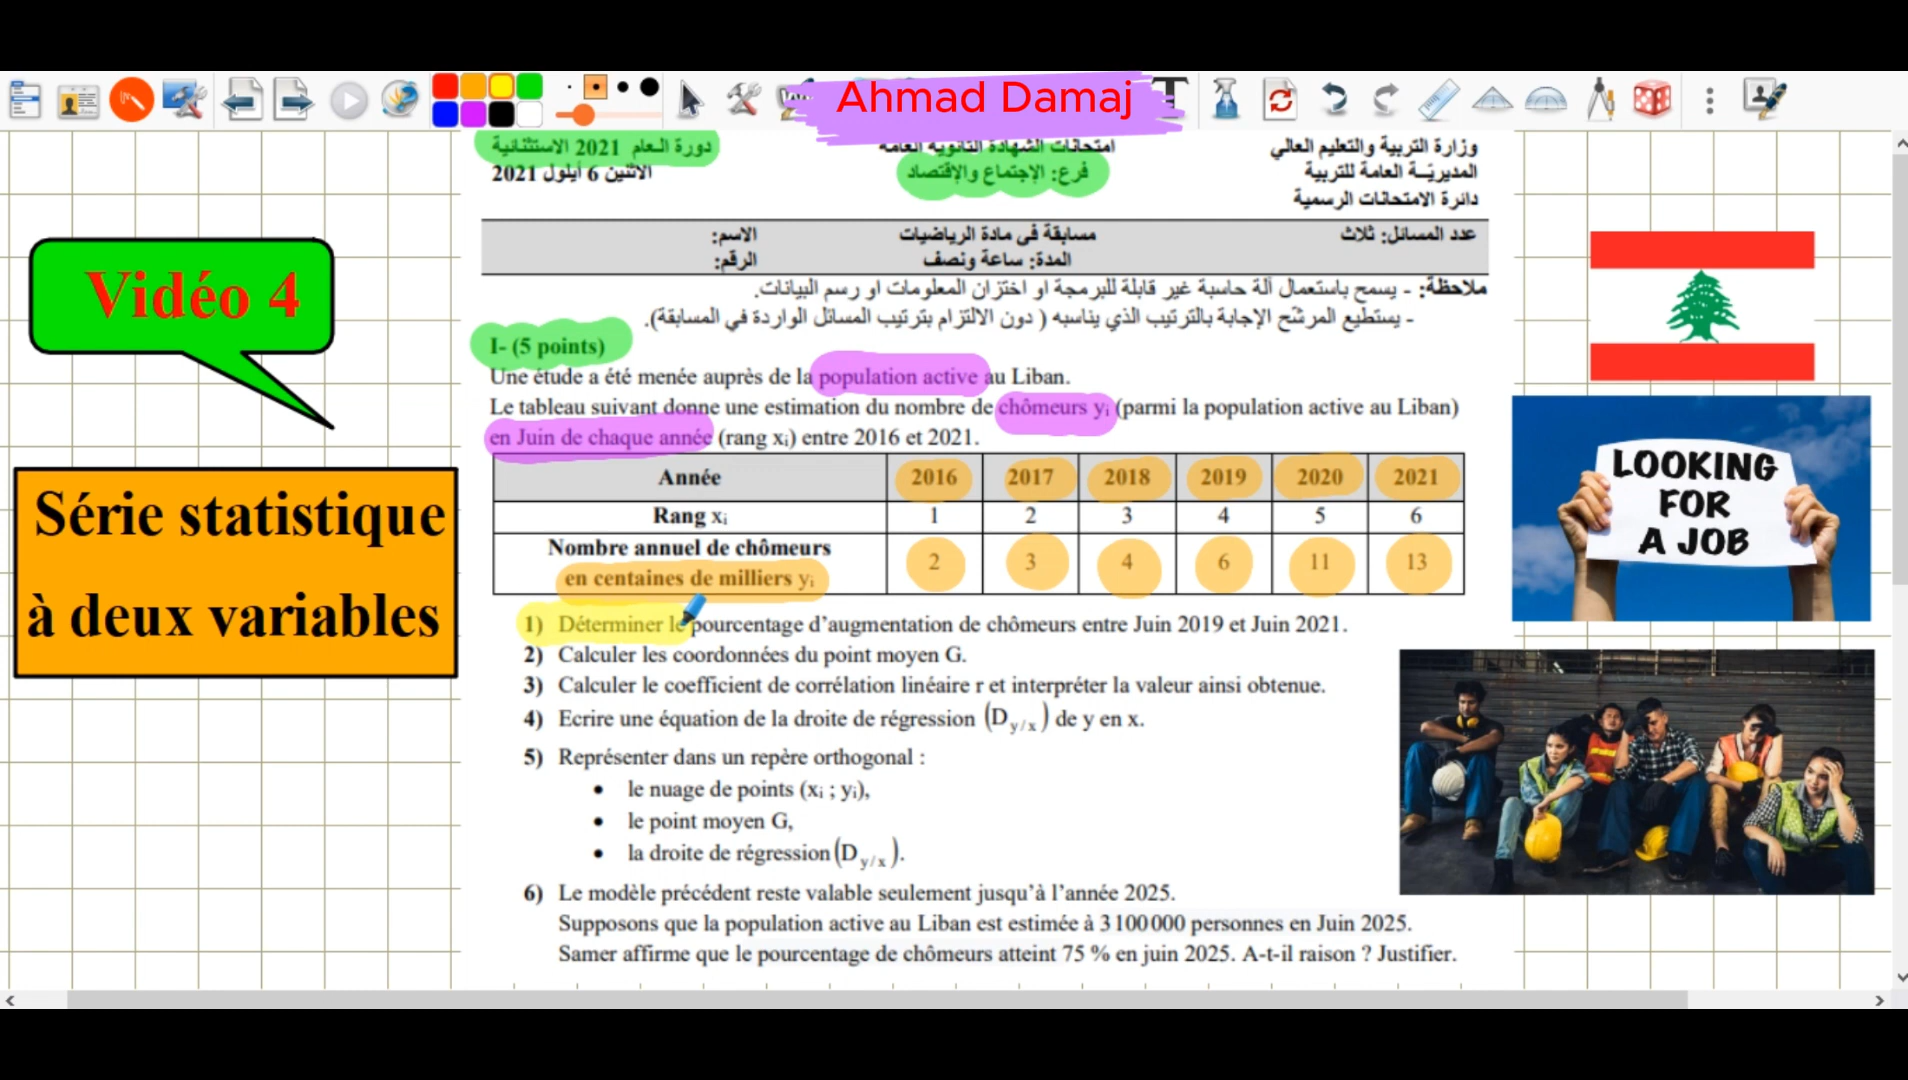 Ahmad Damaj
وزارة التربية والتعليم العالي
المديريّة العامة للتربية
دائرة الامتحانات الرسمية
امتحانات الشهادة الثانوية العامة
فرع: الإجتماع والإقتصاد
دورة العام 2021 الاستثنائية
الاثنين 6 أيلول 2021
عدد المسائل: ثلاث
مسابقة في مادة الرياضيات
المدة: ساعة ونصف
الاسم:
الرقم:
ملاحظة: - يسمح باستعمال آلة حاسبة غير قابلة للبرمجة او اختزان المعلومات او رسم البيانات.
- يستطيع المرشح الإجابة بالترتيب الذي يناسبه ( دون الالتزام بترتيب المسائل الواردة في المسابقة).
Vidéo 4
Série statistique
à deux variables
I- (5 points)
Une étude a été menée auprès de la population active au Liban.
Le tableau suivant donne une estimation du nombre de chômeurs yᵢ (parmi la population active au Liban)
en Juin de chaque année (rang xᵢ) entre 2016 et 2021.
Année 2016 2017 2018 2019 2020 2021
Rang xᵢ 1 2 3 4 5 6
Nombre annuel de chômeurs
en centaines de milliers yᵢ 2 3 4 6 11 13
1) Déterminer le pourcentage d’augmentation de chômeurs entre Juin 2019 et Juin 2021.
2) Calculer les coordonnées du point moyen G.
3) Calculer le coefficient de corrélation linéaire r et interpréter la valeur ainsi obtenue.
4) Ecrire une équation de la droite de régression (D y/x) de y en x.
5) Représenter dans un repère orthogonal :
• le nuage de points (xᵢ ; yᵢ),
• le point moyen G,
• la droite de régression (D y/x).
6) Le modèle précédent reste valable seulement jusqu’à l’année 2025.
Supposons que la population active au Liban est estimée à 3 100 000 personnes en Juin 2025.
Samer affirme que le pourcentage de chômeurs atteint 75 % en juin 2025. A-t-il raison ? Justifier.
LOOKING
FOR
A JOB